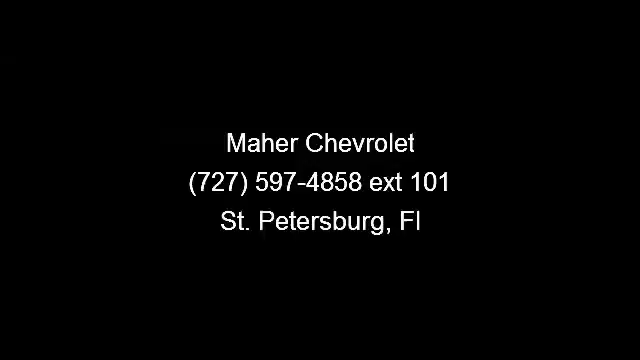 Maher Chevrolet
(727) 597-4858 ext 101
St. Petersburg, Fl